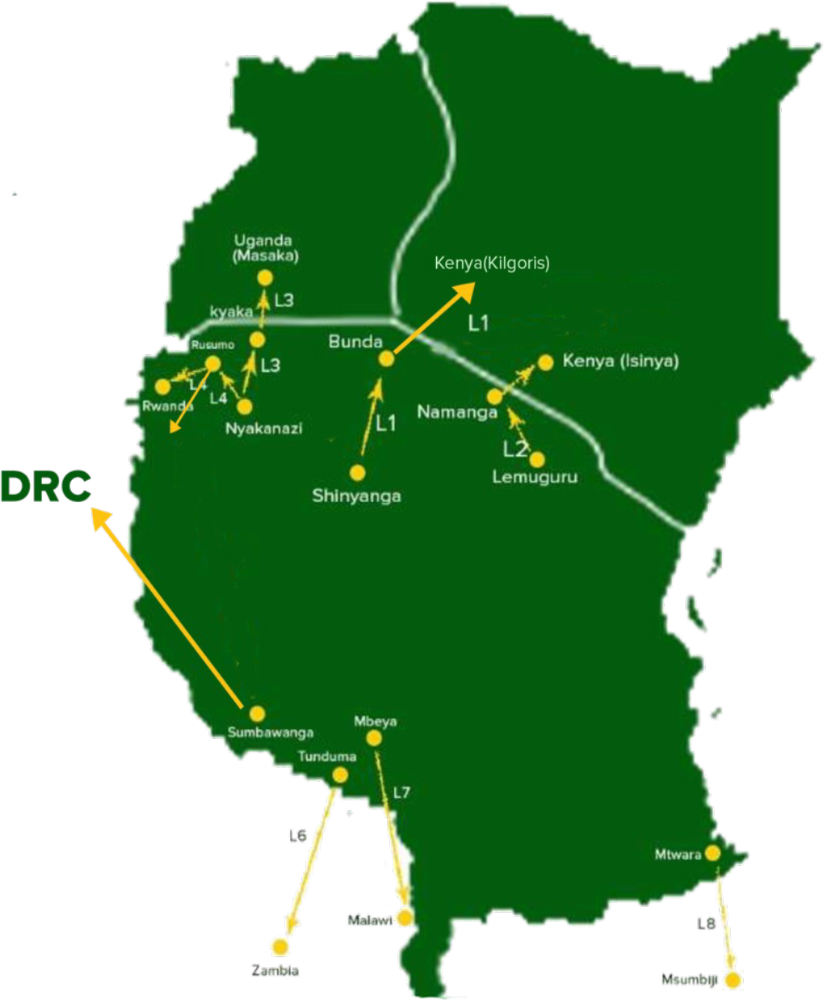 Uganda
(Masaka)
Kenya(Kilgoris)
L3
kyaka
L1
Bunda
Rusumo
Kenya (Isinya)
L3
L4
L4
Rwanda
Namanga
L1
Nyakanazi
L2
Lemuguru
DRC
Shinyanga
Mbeya
Sumbawanga
Tunduma
L7
L6
Mtwara
Malawi
L8
Zambia
Msumbiji